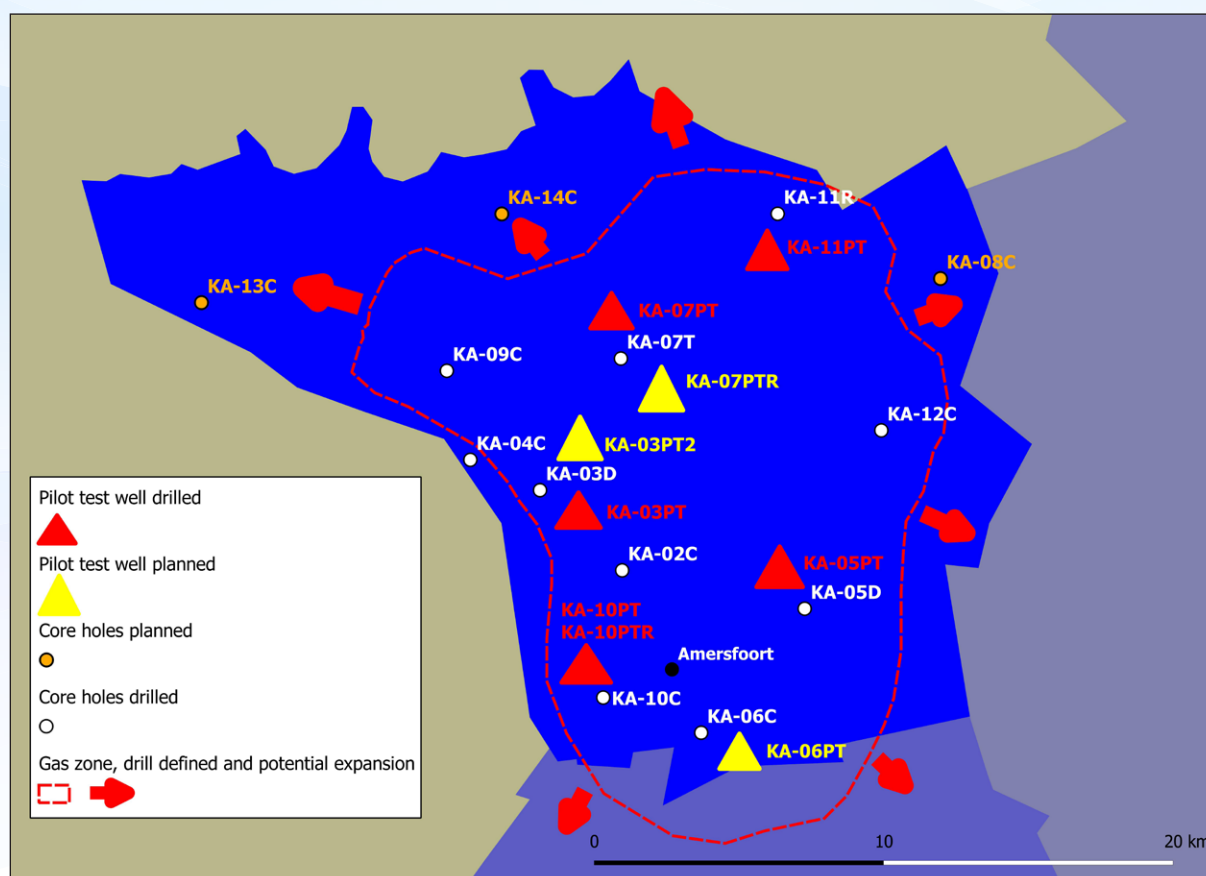 KA-14C
KA-11R
KA-11PT
KA-08C
KA-13C
KA-07PT
KA-07T
KA-09C
KA-07PTR
KA-12C
KA-03PT2
KA-04C
KA-03D
KA-03PT
KA-02C
KA-05PT
KA-05D
KA-10PT
KA-10PTR
Amersfoort
KA-10C
KA-06C
KA-06PT
Pilot test well drilled
Pilot test well planned
Core holes planned
Core holes drilled
Gas zone, drill defined and potential expansion
0 10 20 km